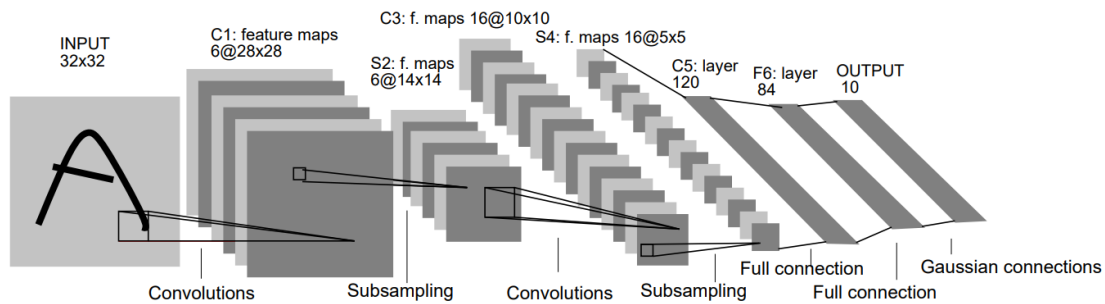 INPUT
32x32
C1: feature maps
6@28x28
S2: f. maps
6@14x14
C3: f. maps 16@10x10
S4: f. maps 16@5x5
C5: layer
120
F6: layer
84
OUTPUT
10
Convolutions
Subsampling
Convolutions
Subsampling
Full connection
Full connection
Gaussian connections